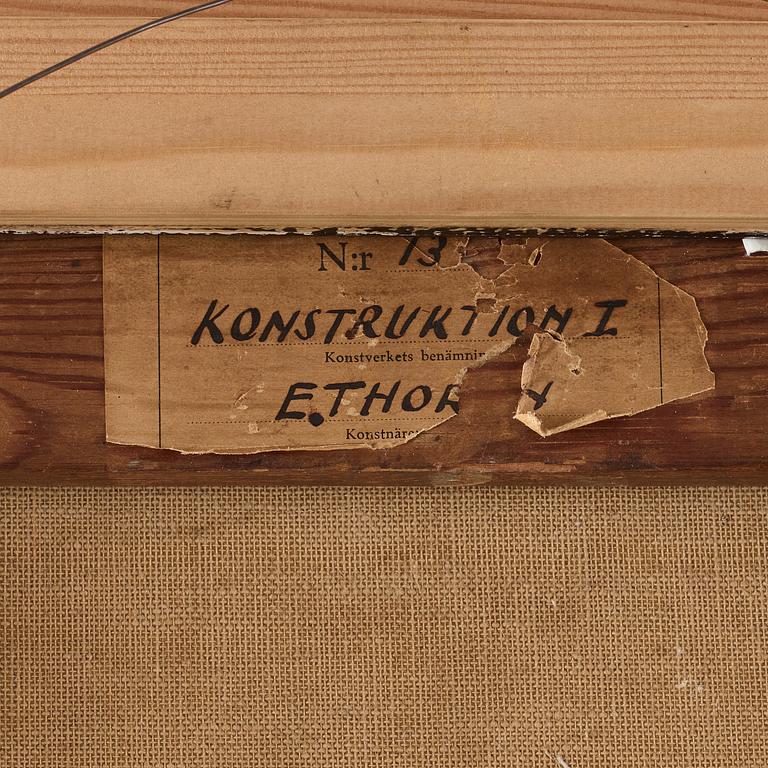 N:r 13
KONSTRUKTION I
Konstverkets benämnin
E.THOR
Konstnäre